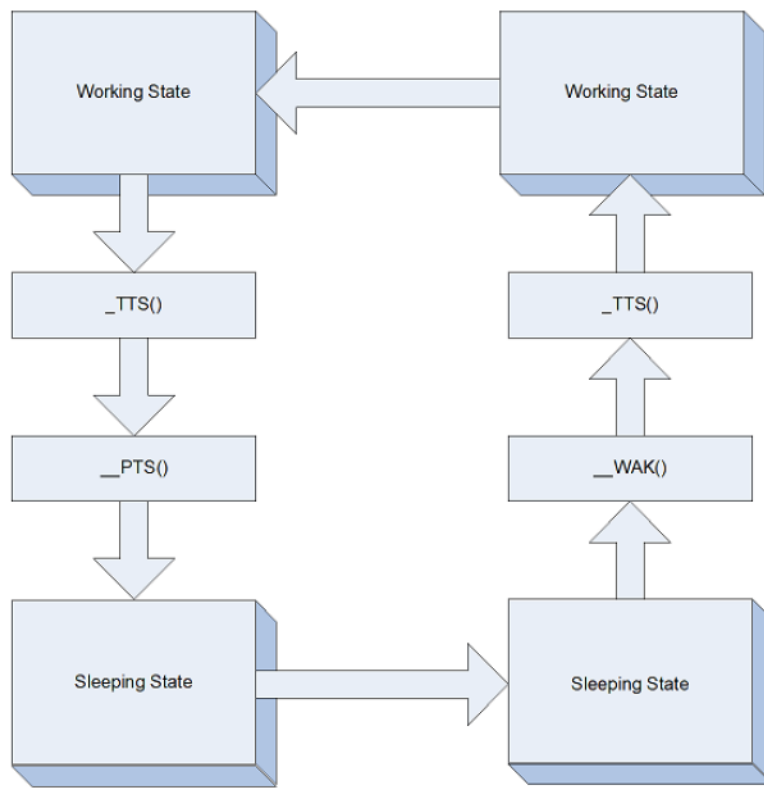 Working State
Working State
_TTS()
_TTS()
__PTS()
__WAK()
Sleeping State
Sleeping State